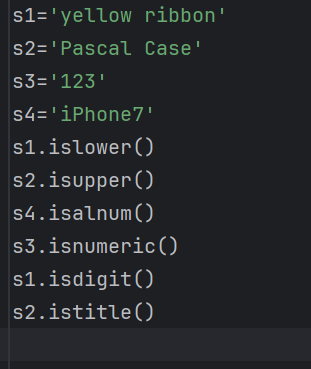 s1='yellow ribbon'
s2='Pascal Case'
s3='123'
s4='iPhone7'
s1.islower()
s2.isupper()
s4.isalnum()
s3.isnumeric()
s1.isdigit()
s2.istitle()